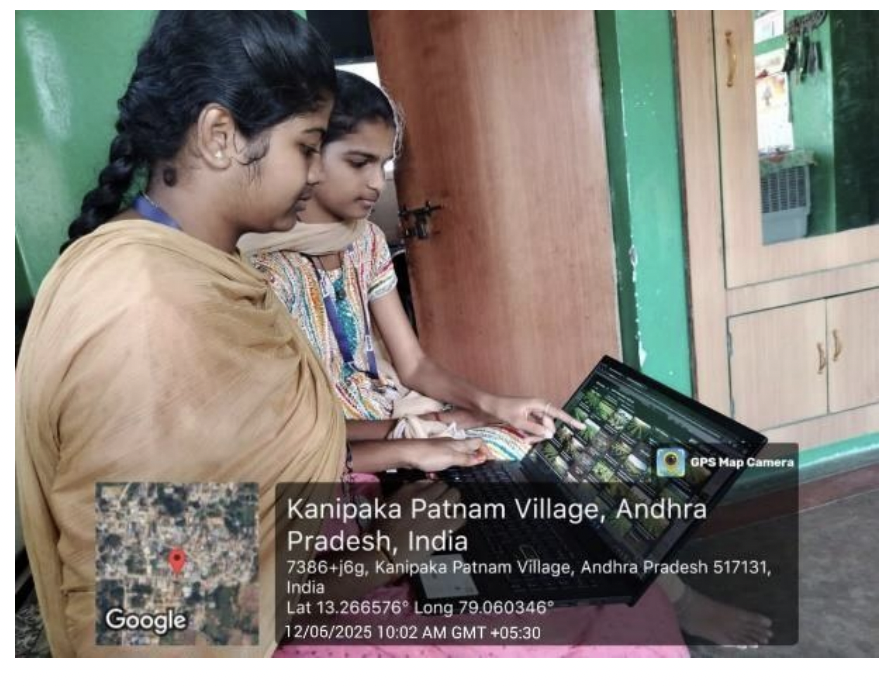 GPS Map Camera
Kanipaka Patnam Village, Andhra
Pradesh, India
7386+j6g, Kanipaka Patnam Village, Andhra Pradesh 517131,
India
Lat 13.266576° Long 79.060346°
12/06/2025 10:02 AM GMT +05:30
Google